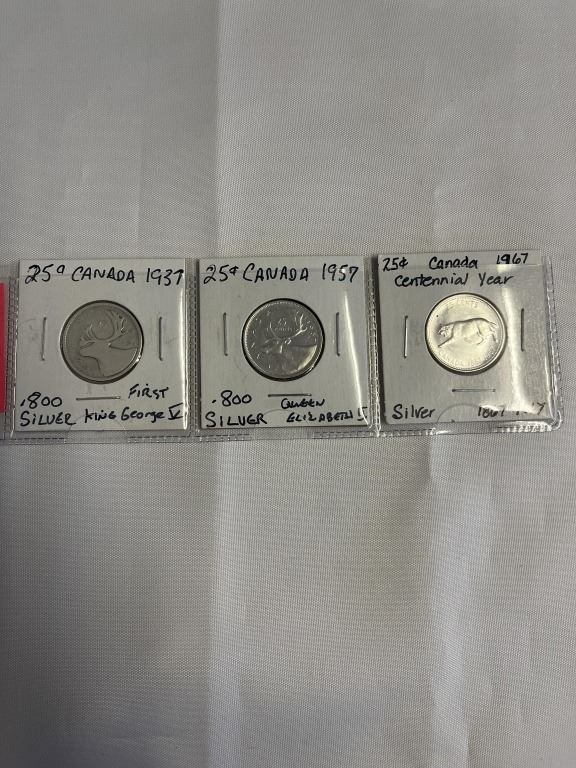 25¢ CANADA 1937
.800 FIRST
SILVER KING George V
25¢ CANADA 1957
.800 QUEEN
SILVER ELIZABETH
25¢ Canada 1967
Centennial Year
Silver 1867